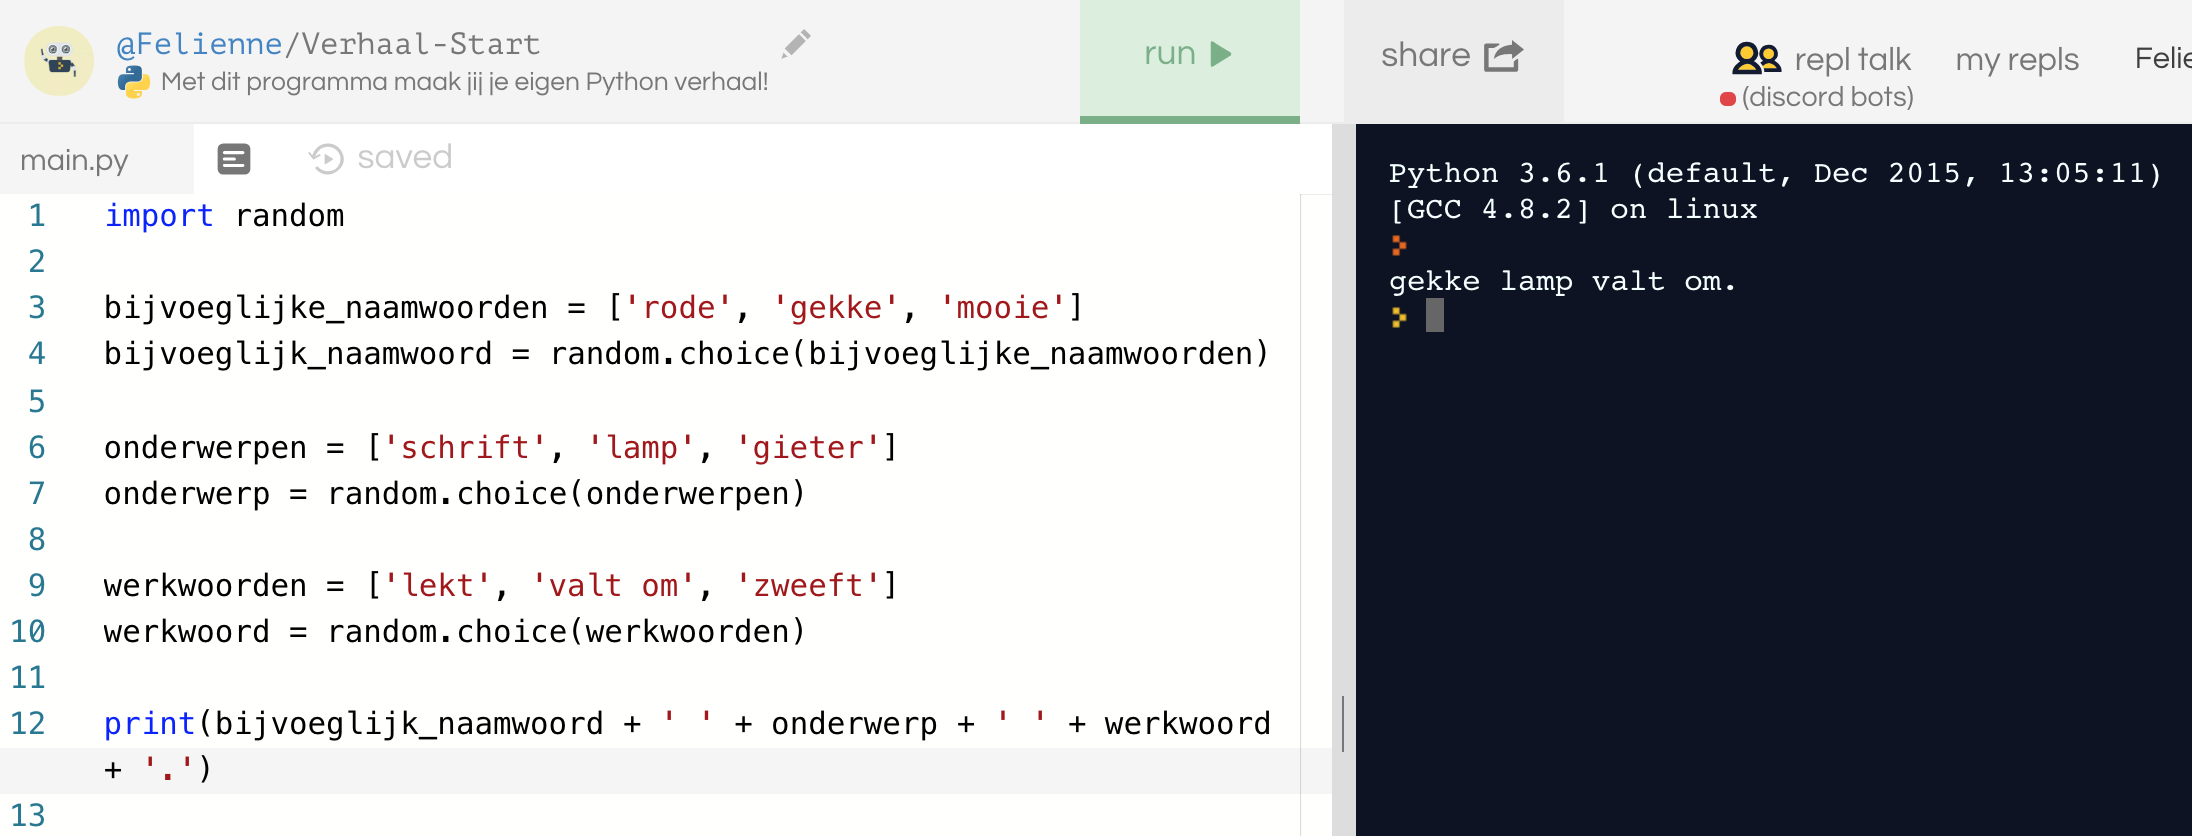 @Felienne/Verhaal-Start
Met dit programma maak jij je eigen Python verhaal!
run
share
repl talk
my repls
Felie
(discord bots)
main.py
saved
1 import random
2
3 bijvoeglijke_naamwoorden = ['rode', 'gekke', 'mooie']
4 bijvoeglijk_naamwoord = random.choice(bijvoeglijke_naamwoorden)
5
6 onderwerpen = ['schrift', 'lamp', 'gieter']
7 onderwerp = random.choice(onderwerpen)
8
9 werkwoorden = ['lekt', 'valt om', 'zweeft']
10 werkwoord = random.choice(werkwoorden)
11
12 print(bijvoeglijk_naamwoord + ' ' + onderwerp + ' ' + werkwoord
+ '.')
13
Python 3.6.1 (default, Dec 2015, 13:05:11)
[GCC 4.8.2] on linux
gekke lamp valt om.